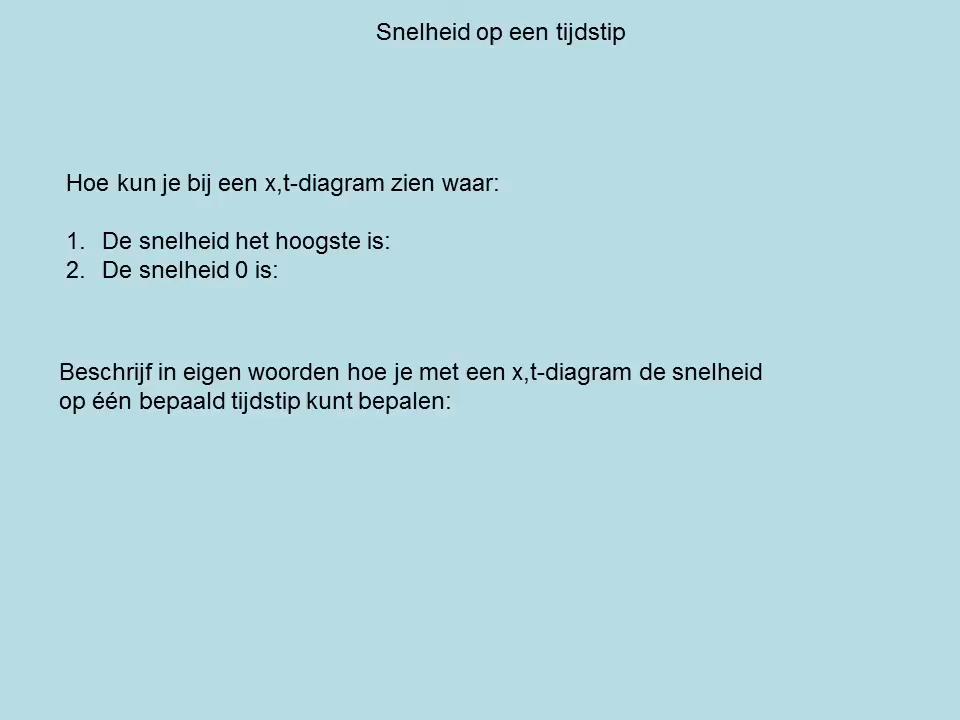 Snelheid op een tijdstip
Hoe kun je bij een x,t-diagram zien waar:
1. De snelheid het hoogste is:
2. De snelheid 0 is:
Beschrijf in eigen woorden hoe je met een x,t-diagram de snelheid
op één bepaald tijdstip kunt bepalen: